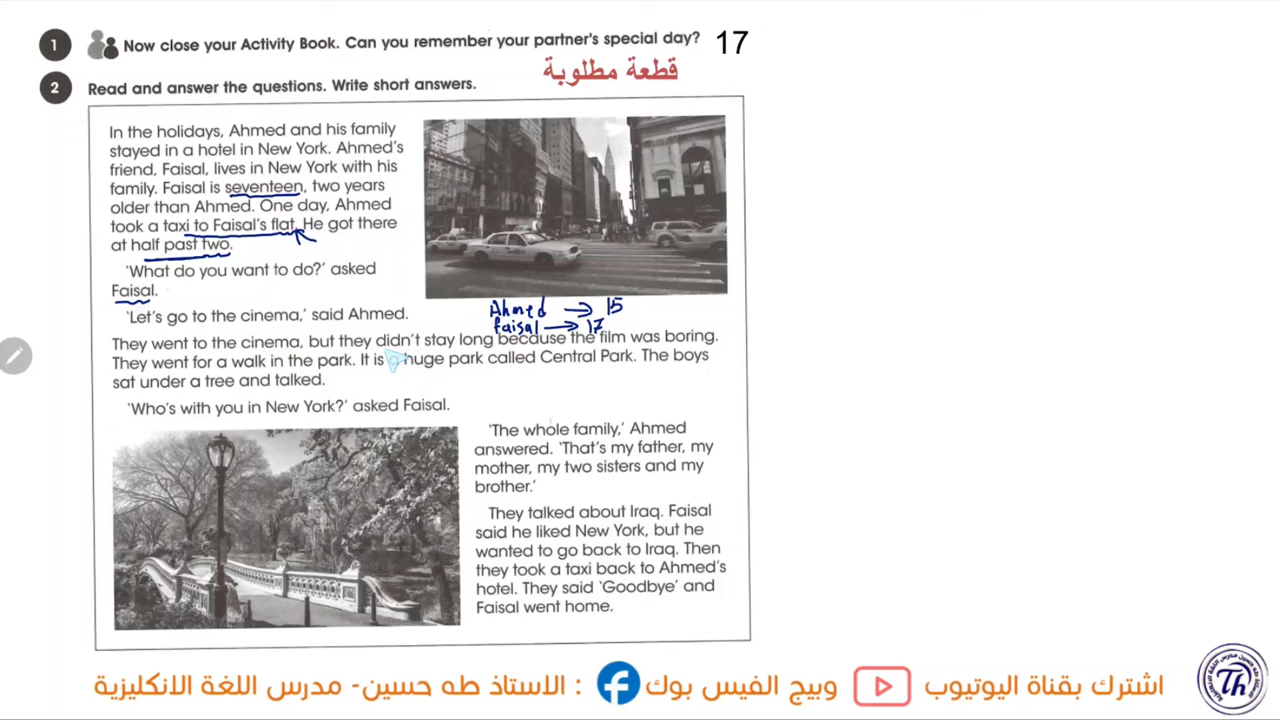 1 Now close your Activity Book. Can you remember your partner's special day? 17
قطعة مطلوبة
2 Read and answer the questions. Write short answers.
In the holidays, Ahmed and his family
stayed in a hotel in New York. Ahmed's
friend, Faisal, lives in New York with his
family. Faisal is seventeen, two years
older than Ahmed. One day, Ahmed
took a taxi to Faisal's flat. He got there
at half past two.
'What do you want to do?' asked
Faisal.
'Let's go to the cinema,' said Ahmed.
Ahmed → 15
faisal → 17
They went to the cinema, but they didn't stay long because the film was boring.
They went for a walk in the park. It is a huge park called Central Park. The boys
sat under a tree and talked.
'Who's with you in New York?' asked Faisal.
'The whole family,' Ahmed
answered. 'That's my father, my
mother, my two sisters and my
brother.'
They talked about Iraq. Faisal
said he liked New York, but he
wanted to go back to Iraq. Then
they took a taxi back to Ahmed's
hotel. They said 'Goodbye' and
Faisal went home.
اشترك بقناة اليوتيوب وبيج الفيس بوك : الاستاذ طه حسين- مدرس اللغة الانكليزية
Th